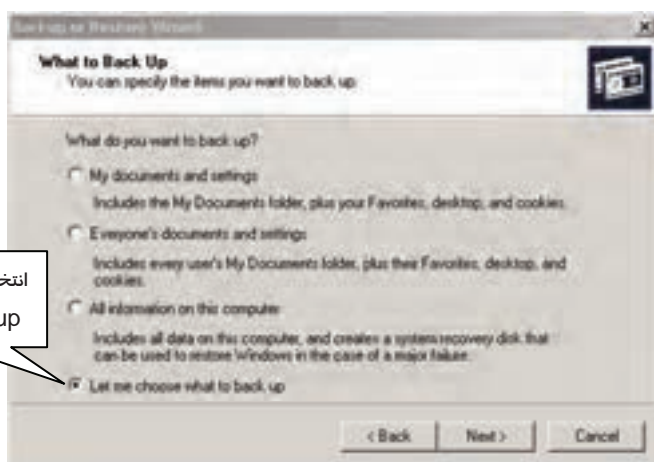 Backup or Restore Wizard
What to Back Up
You can specify the items you want to back up.
What do you want to back up?
My documents and settings
Includes the My Documents folder, plus your Favorites, desktop, and cookies.
Everyone's documents and settings
Includes every user's My Documents folder, plus their Favorites, desktop, and
cookies.
All information on this computer
Includes all data on this computer, and creates a system recovery disk that
can be used to restore Windows in the case of a major failure.
Let me choose what to back up
< Back Next > Cancel